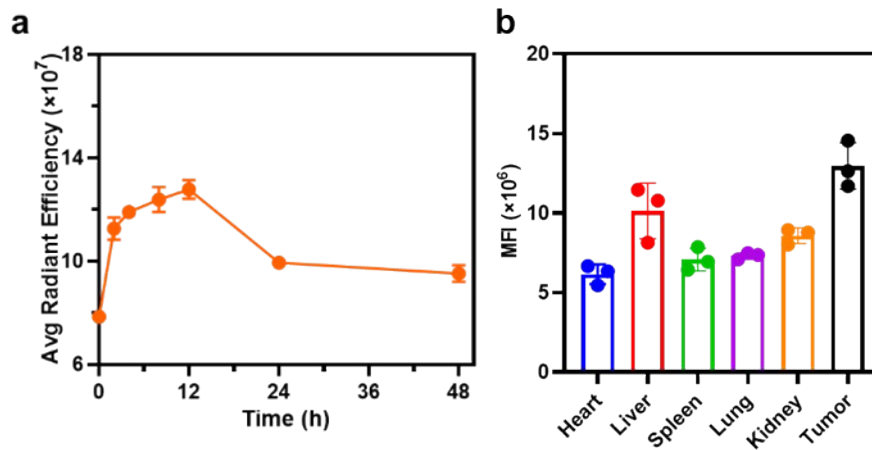 a
Avg Radiant Efficiency (×10⁷)
18
14
10
6
0
12
24
36
48
Time (h)
b
MFI (×10⁶)
20
15
10
5
0
Heart
Liver
Spleen
Lung
Kidney
Tumor